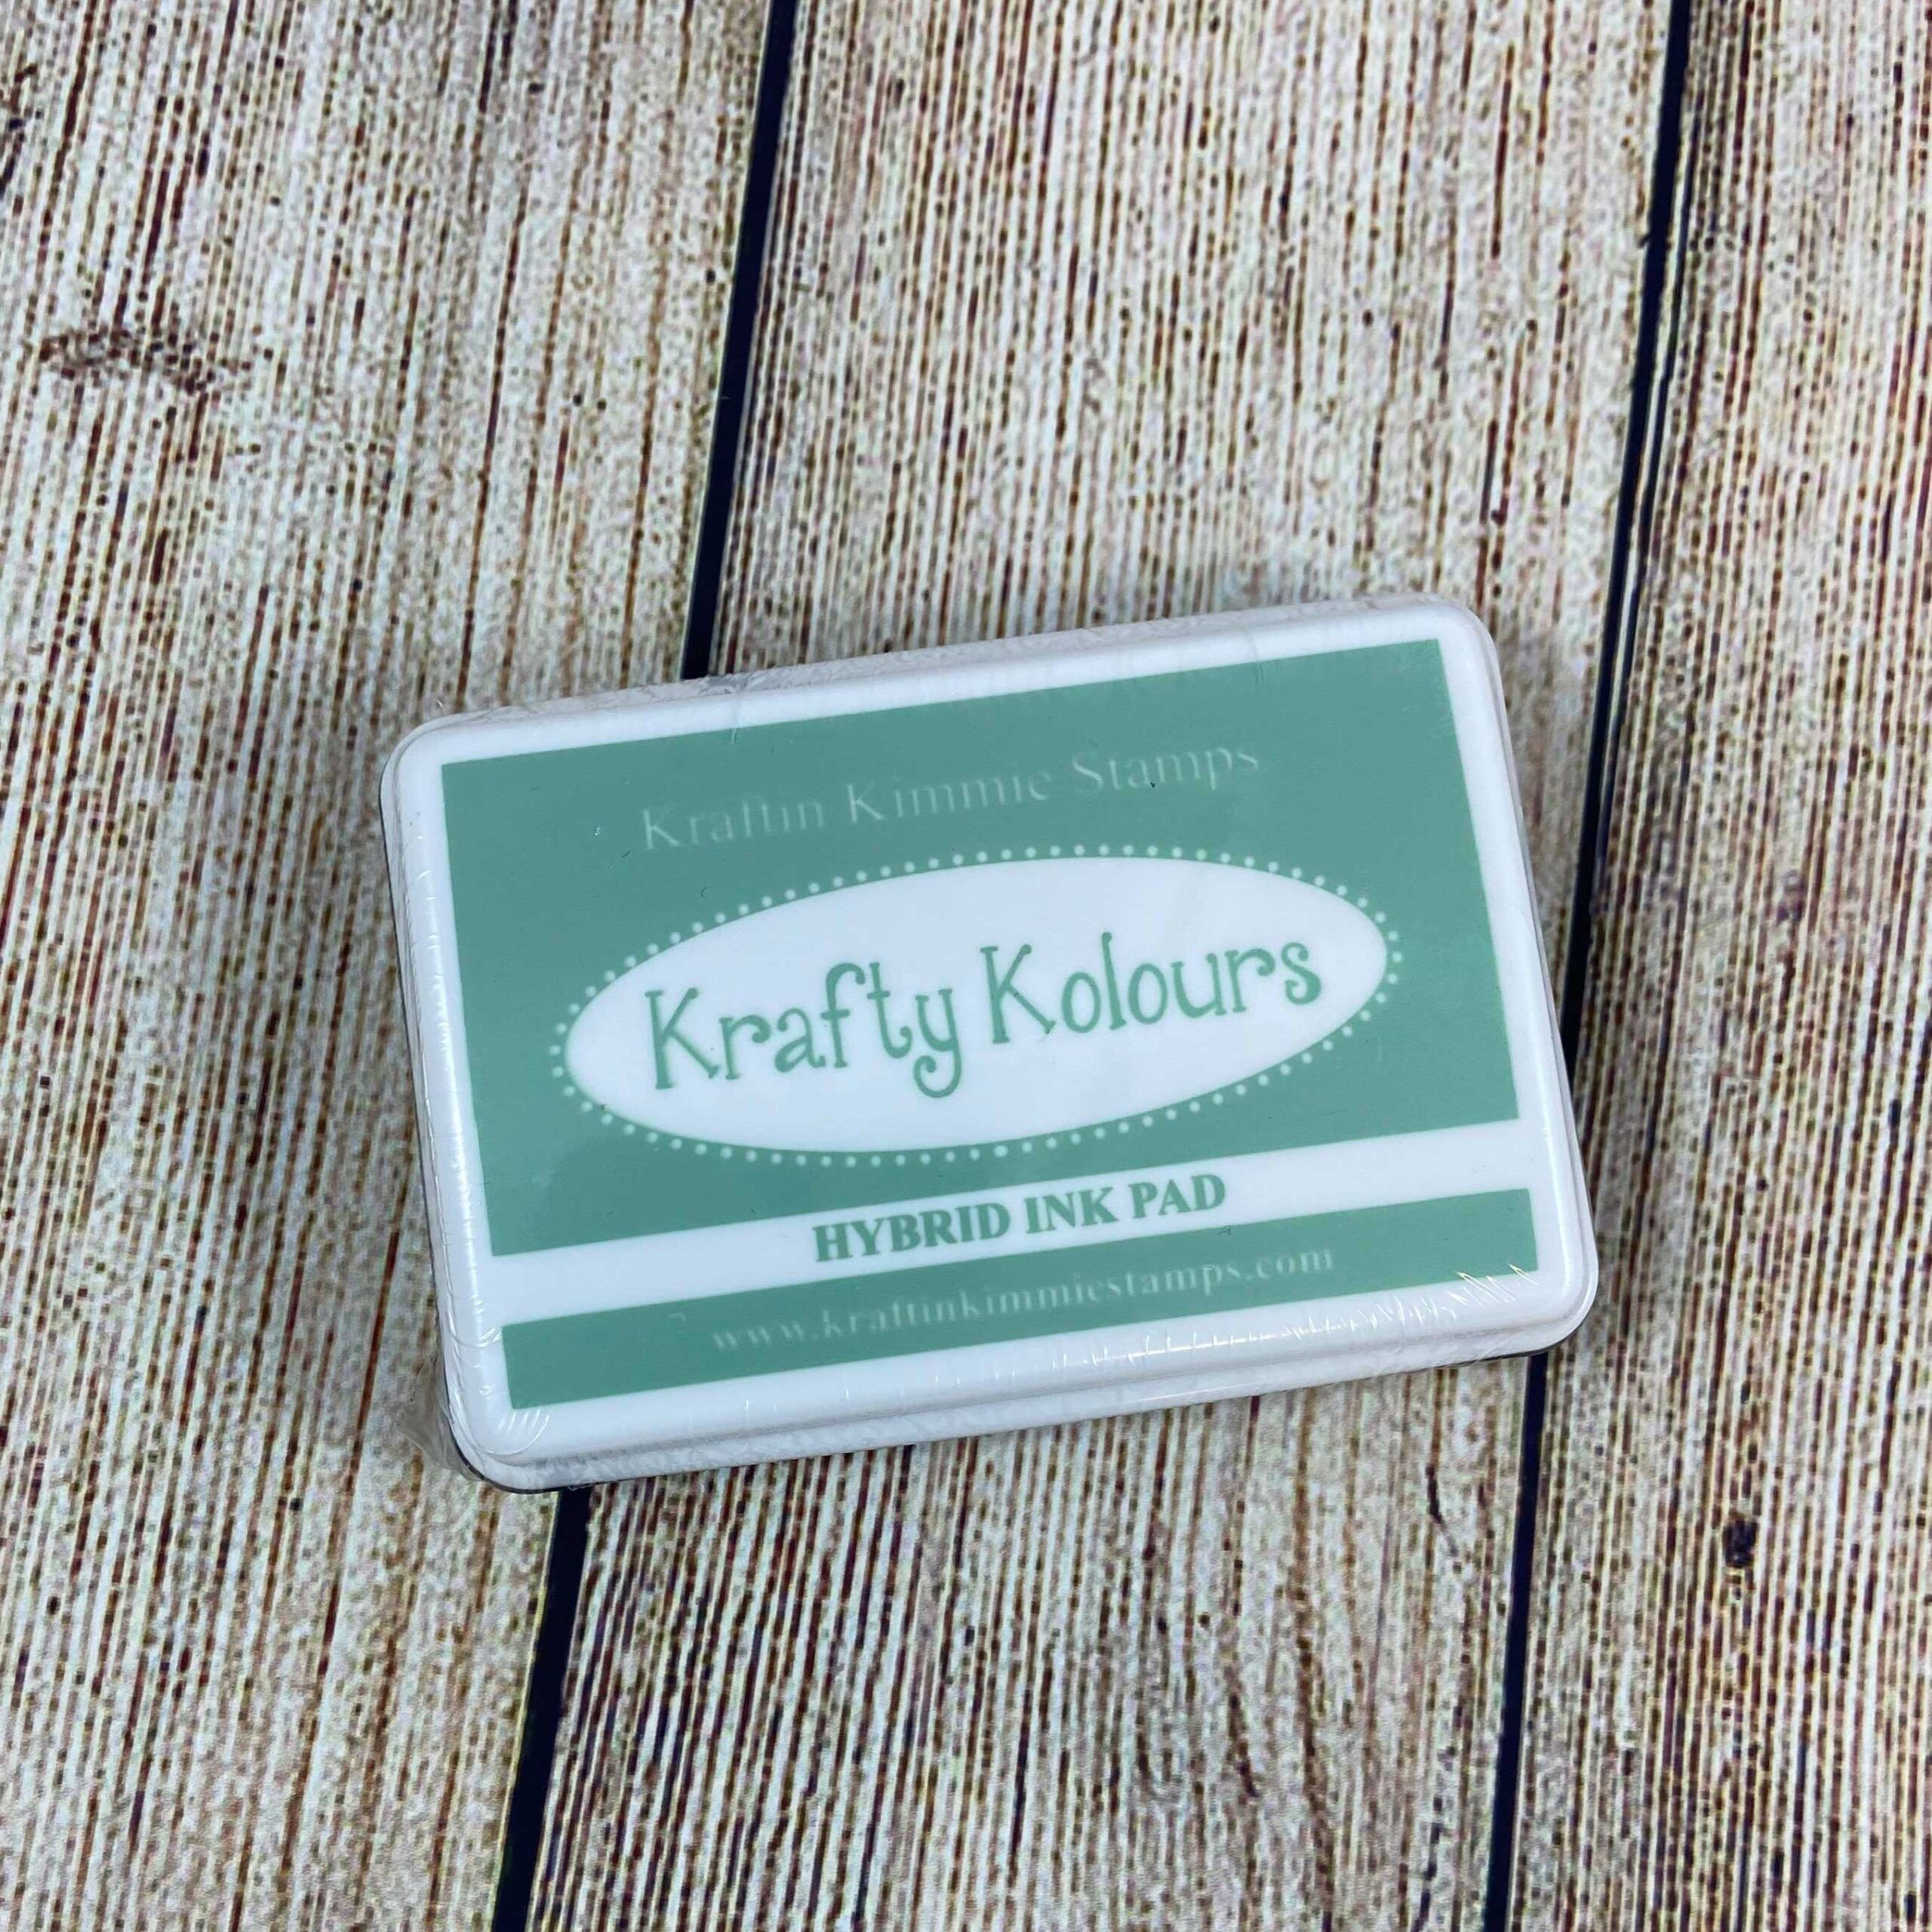 Kraftin Kimmie Stamps
Krafty Kolours
HYBRID INK PAD
www.kraftinkimmiestamps.com